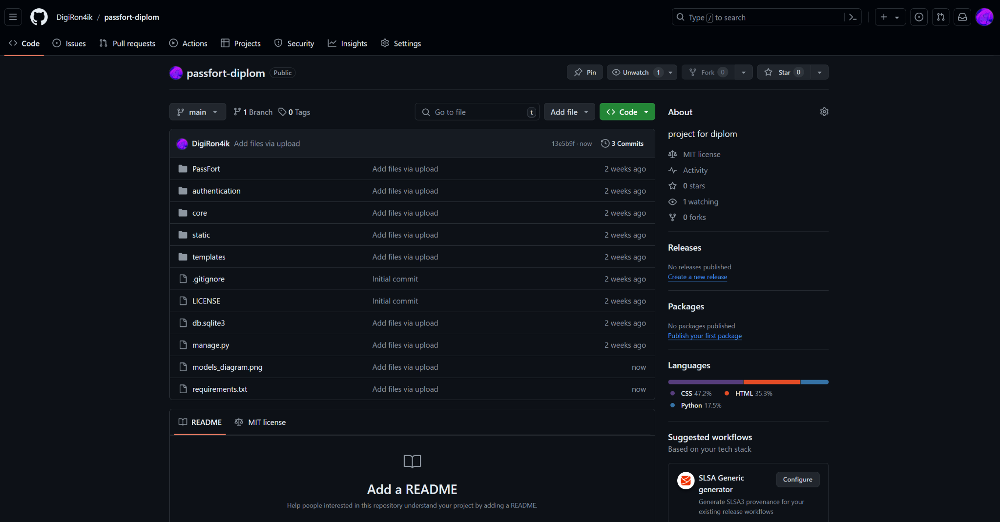 DigiRon4ik / passfort-diplom
Type / to search
Code Issues Pull requests Actions Projects Security Insights Settings
passfort-diplom Public
Pin Unwatch 1 Fork 0 Star 0
main 1 Branch 0 Tags
Go to file t Add file Code
DigiRon4ik Add files via upload 13e5b9f · now 3 Commits
PassFort Add files via upload 2 weeks ago
authentication Add files via upload 2 weeks ago
core Add files via upload 2 weeks ago
static Add files via upload 2 weeks ago
templates Add files via upload 2 weeks ago
.gitignore Initial commit 2 weeks ago
LICENSE Initial commit 2 weeks ago
db.sqlite3 Add files via upload 2 weeks ago
manage.py Add files via upload 2 weeks ago
models_diagram.png Add files via upload now
requirements.txt Add files via upload now
README MIT license
Add a README
Help people interested in this repository understand your project by adding a README.
About
project for diplom
MIT license
Activity
0 stars
1 watching
0 forks
Releases
No releases published
Create a new release
Packages
No packages published
Publish your first package
Languages
CSS 47.2% HTML 35.3%
Python 17.5%
Suggested workflows
Based on your tech stack
SLSA Generic
generator
Configure
Generate SLSA3 provenance for your
existing release workflows